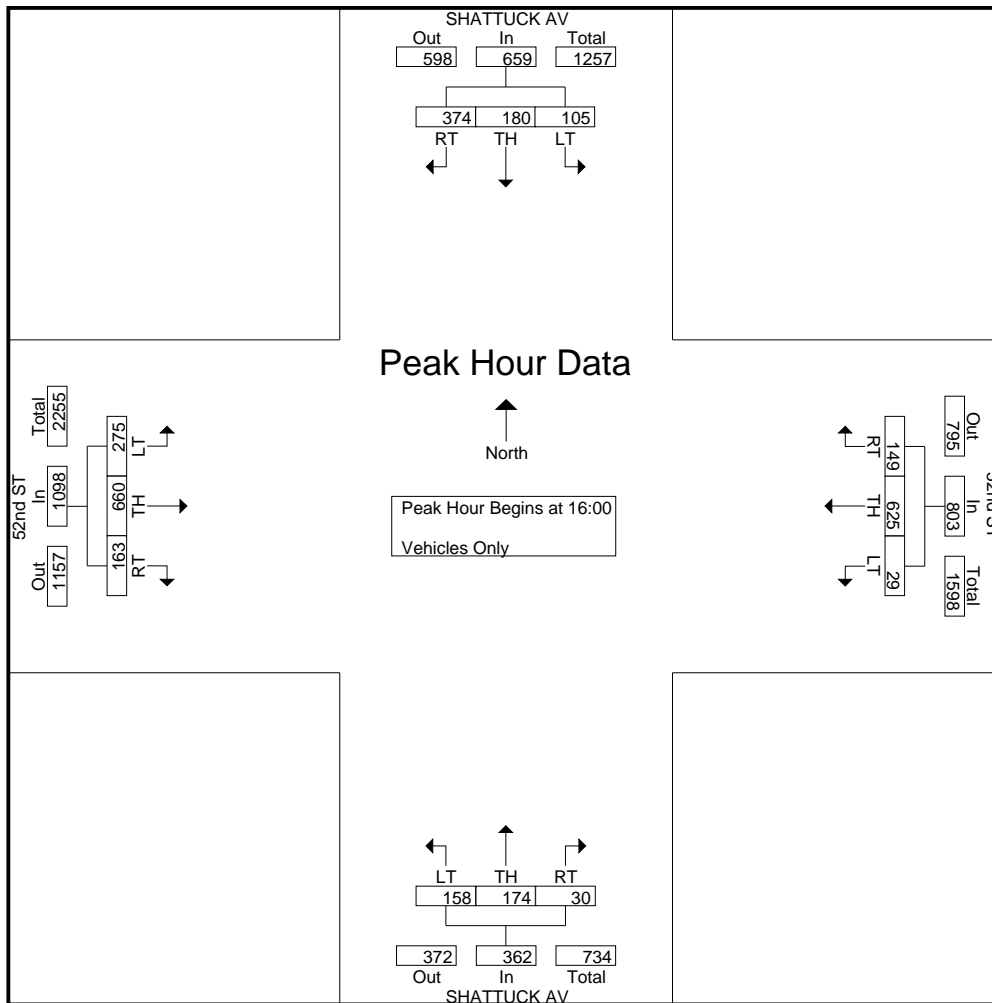 SHATTUCK AV
Out In Total
598 659 1257
374 180 105
RT TH LT
Peak Hour Data
North
Peak Hour Begins at 16:00
Vehicles Only
52nd ST
Total In Out
2255 1098 1157
275 660 163
LT TH RT
RT TH LT
149 625 29
795 803 1598
Out In Total
LT TH RT
158 174 30
372 362 734
Out In Total
SHATTUCK AV